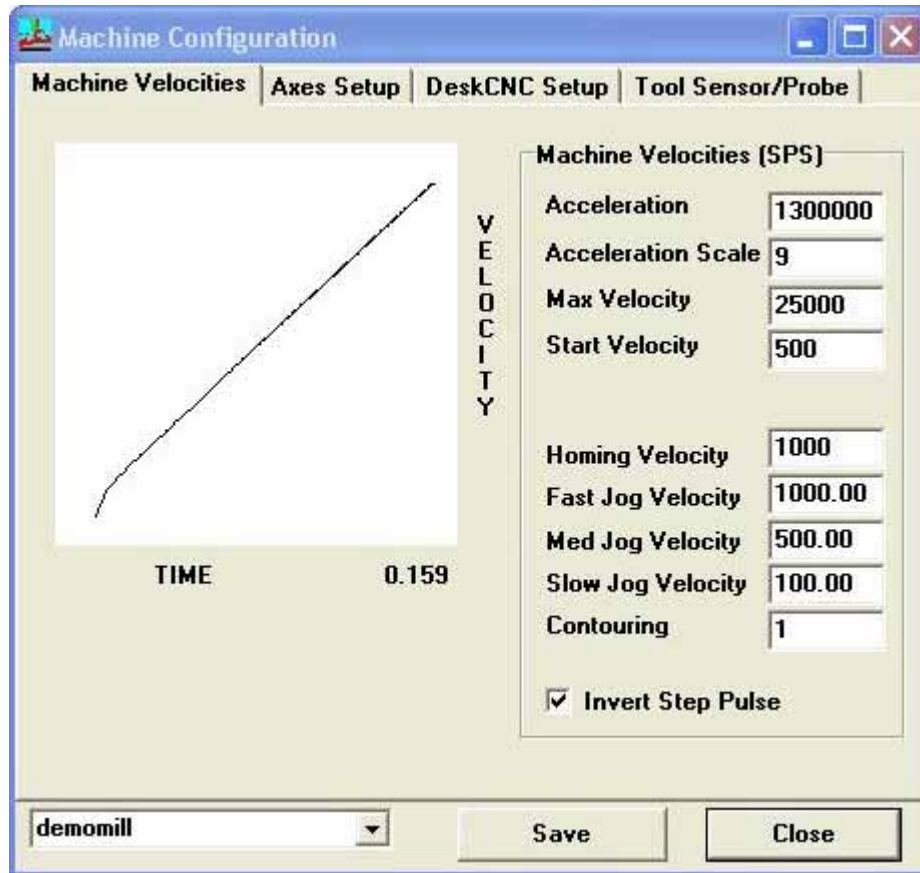 Machine Configuration
Machine Velocities
Axes Setup
DeskCNC Setup
Tool Sensor/Probe
VELOCITY
TIME
0.159
Machine Velocities (SPS)
Acceleration 1300000
Acceleration Scale 9
Max Velocity 25000
Start Velocity 500
Homing Velocity 1000
Fast Jog Velocity 1000.00
Med Jog Velocity 500.00
Slow Jog Velocity 100.00
Contouring 1
Invert Step Pulse
demomill
Save
Close